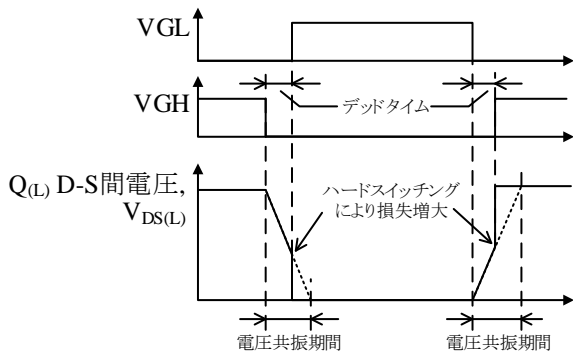 VGL
VGH
デッドタイム
Q(L) D-S間電圧,
VDS(L)
ハードスイッチング
により損失増大
電圧共振期間
電圧共振期間